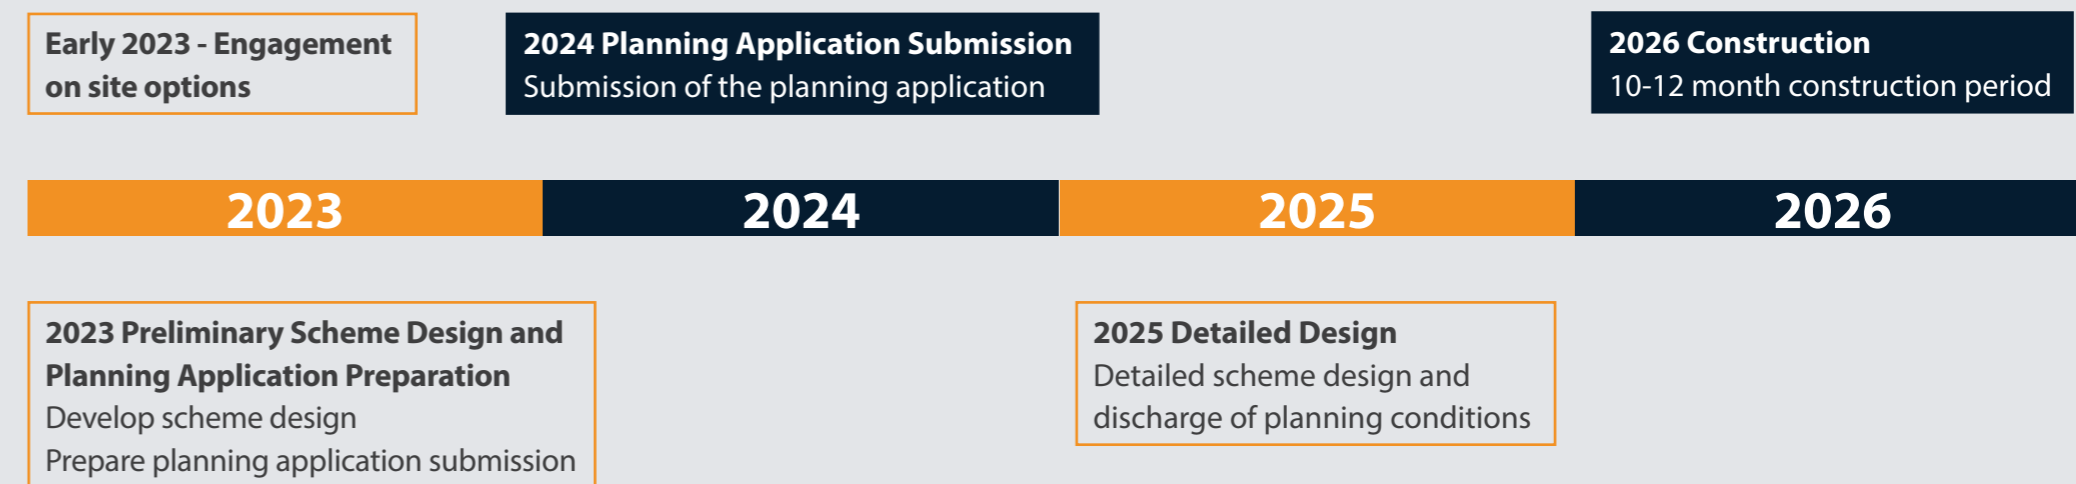 Early 2023 - Engagement
on site options
2024 Planning Application Submission
Submission of the planning application
2026 Construction
10-12 month construction period
2023
2024
2025
2026
2023 Preliminary Scheme Design and
Planning Application Preparation
Develop scheme design
Prepare planning application submission
2025 Detailed Design
Detailed scheme design and
discharge of planning conditions